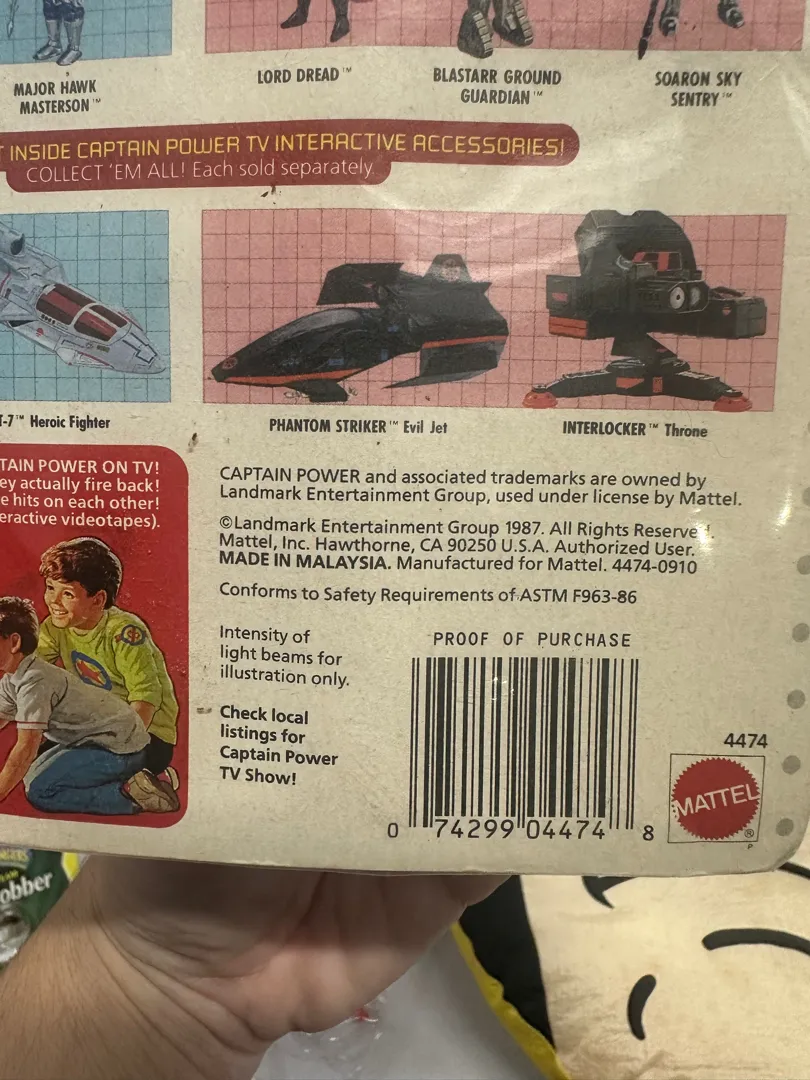 MAJOR HAWK
MASTERSON™
LORD DREAD™
BLASTARR GROUND
GUARDIAN™
SOARON SKY
SENTRY™
INSIDE CAPTAIN POWER TV INTERACTIVE ACCESSORIES!
COLLECT 'EM ALL! Each sold separately.
-7™ Heroic Fighter
PHANTOM STRIKER™ Evil Jet
INTERLOCKER™ Throne
TAIN POWER ON TV!
ey actually fire back!
e hits on each other!
eractive videotapes).
CAPTAIN POWER and associated trademarks are owned by
Landmark Entertainment Group, used under license by Mattel.
©Landmark Entertainment Group 1987. All Rights Reserved.
Mattel, Inc. Hawthorne, CA 90250 U.S.A. Authorized User.
MADE IN MALAYSIA. Manufactured for Mattel. 4474-0910
Conforms to Safety Requirements of ASTM F963-86
Intensity of
light beams for
illustration only.
Check local
listings for
Captain Power
TV Show!
PROOF OF PURCHASE
0 74299 04474 8
4474
MATTEL®
P
obber